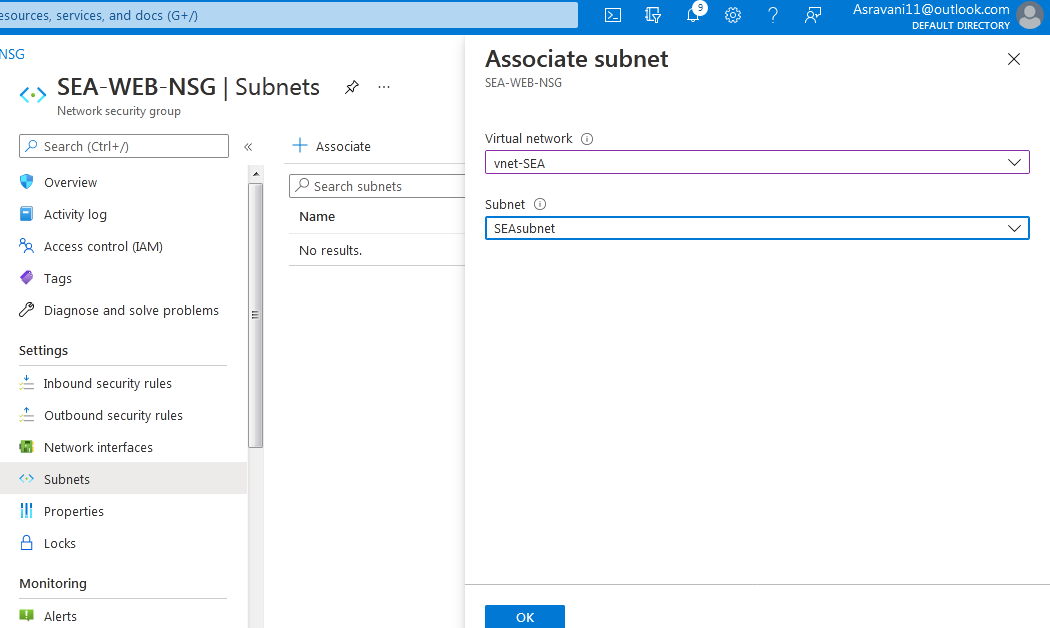 esources, services, and docs (G+/)
9
Asravani11@outlook.com
DEFAULT DIRECTORY
NSG
SEA-WEB-NSG | Subnets
Network security group
Search (Ctrl+/)
Overview
Activity log
Access control (IAM)
Tags
Diagnose and solve problems
Settings
Inbound security rules
Outbound security rules
Network interfaces
Subnets
Properties
Locks
Monitoring
Alerts
Associate
Search subnets
Name
No results.
Associate subnet
SEA-WEB-NSG
Virtual network
vnet-SEA
Subnet
SEAsubnet
OK